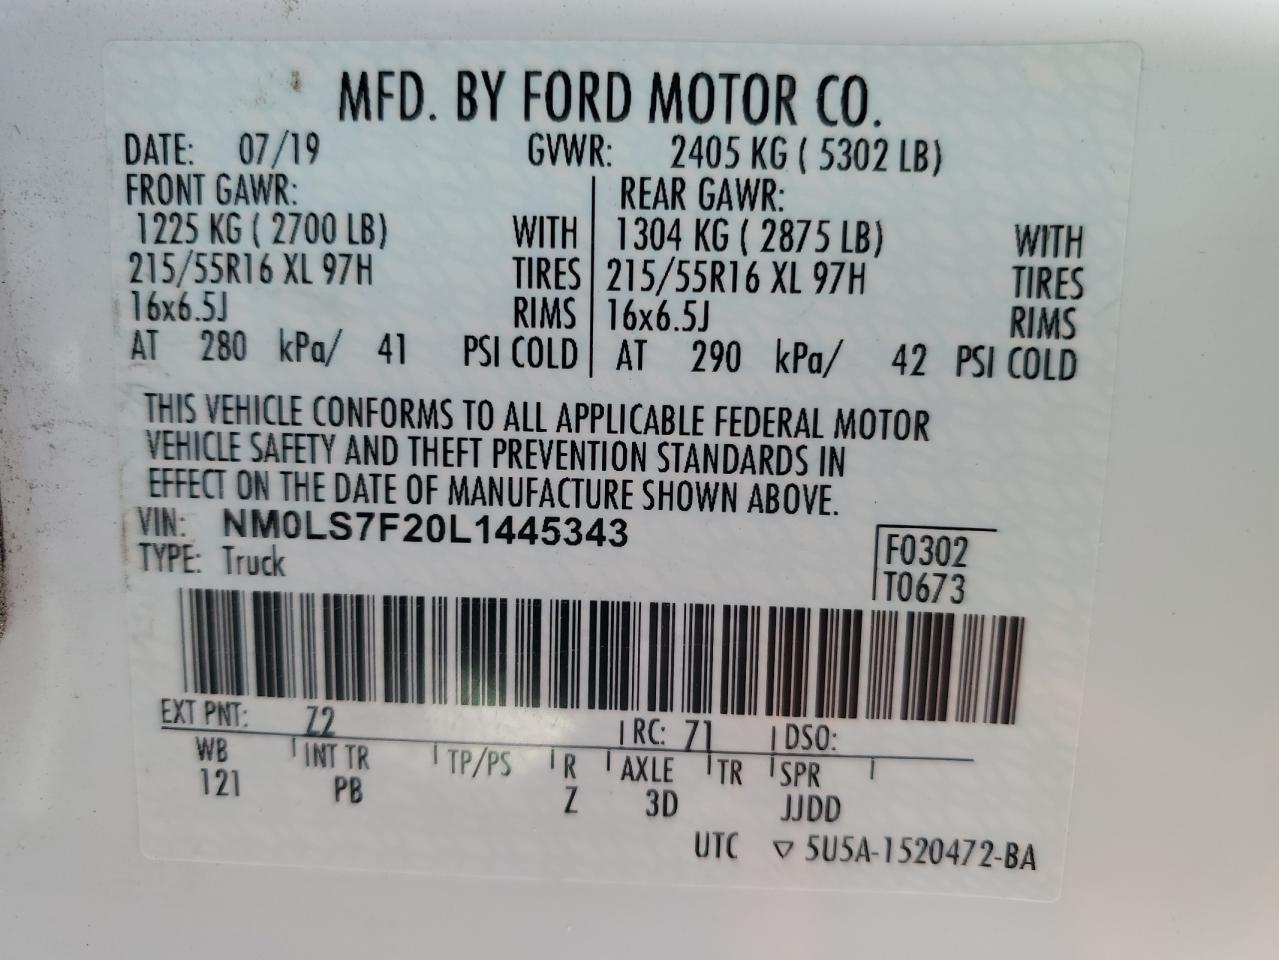 MFD. BY FORD MOTOR CO.
DATE: 07/19 GVWR: 2405 KG ( 5302 LB)
FRONT GAWR: REAR GAWR:
1225 KG ( 2700 LB) WITH 1304 KG ( 2875 LB) WITH
215/55R16 XL 97H TIRES 215/55R16 XL 97H TIRES
16x6.5J RIMS 16x6.5J RIMS
AT 280 kPa/ 41 PSI COLD AT 290 kPa/ 42 PSI COLD
THIS VEHICLE CONFORMS TO ALL APPLICABLE FEDERAL MOTOR
VEHICLE SAFETY AND THEFT PREVENTION STANDARDS IN
EFFECT ON THE DATE OF MANUFACTURE SHOWN ABOVE.
VIN: NM0LS7F20L1445343
TYPE: Truck
F0302
T0673
EXT PNT: Z2 RC: 71 DSO:
WB INT TR TP/PS R AXLE TR SPR
121 PB Z 3D JJDD
UTC ▽ 5U5A-1520472-BA